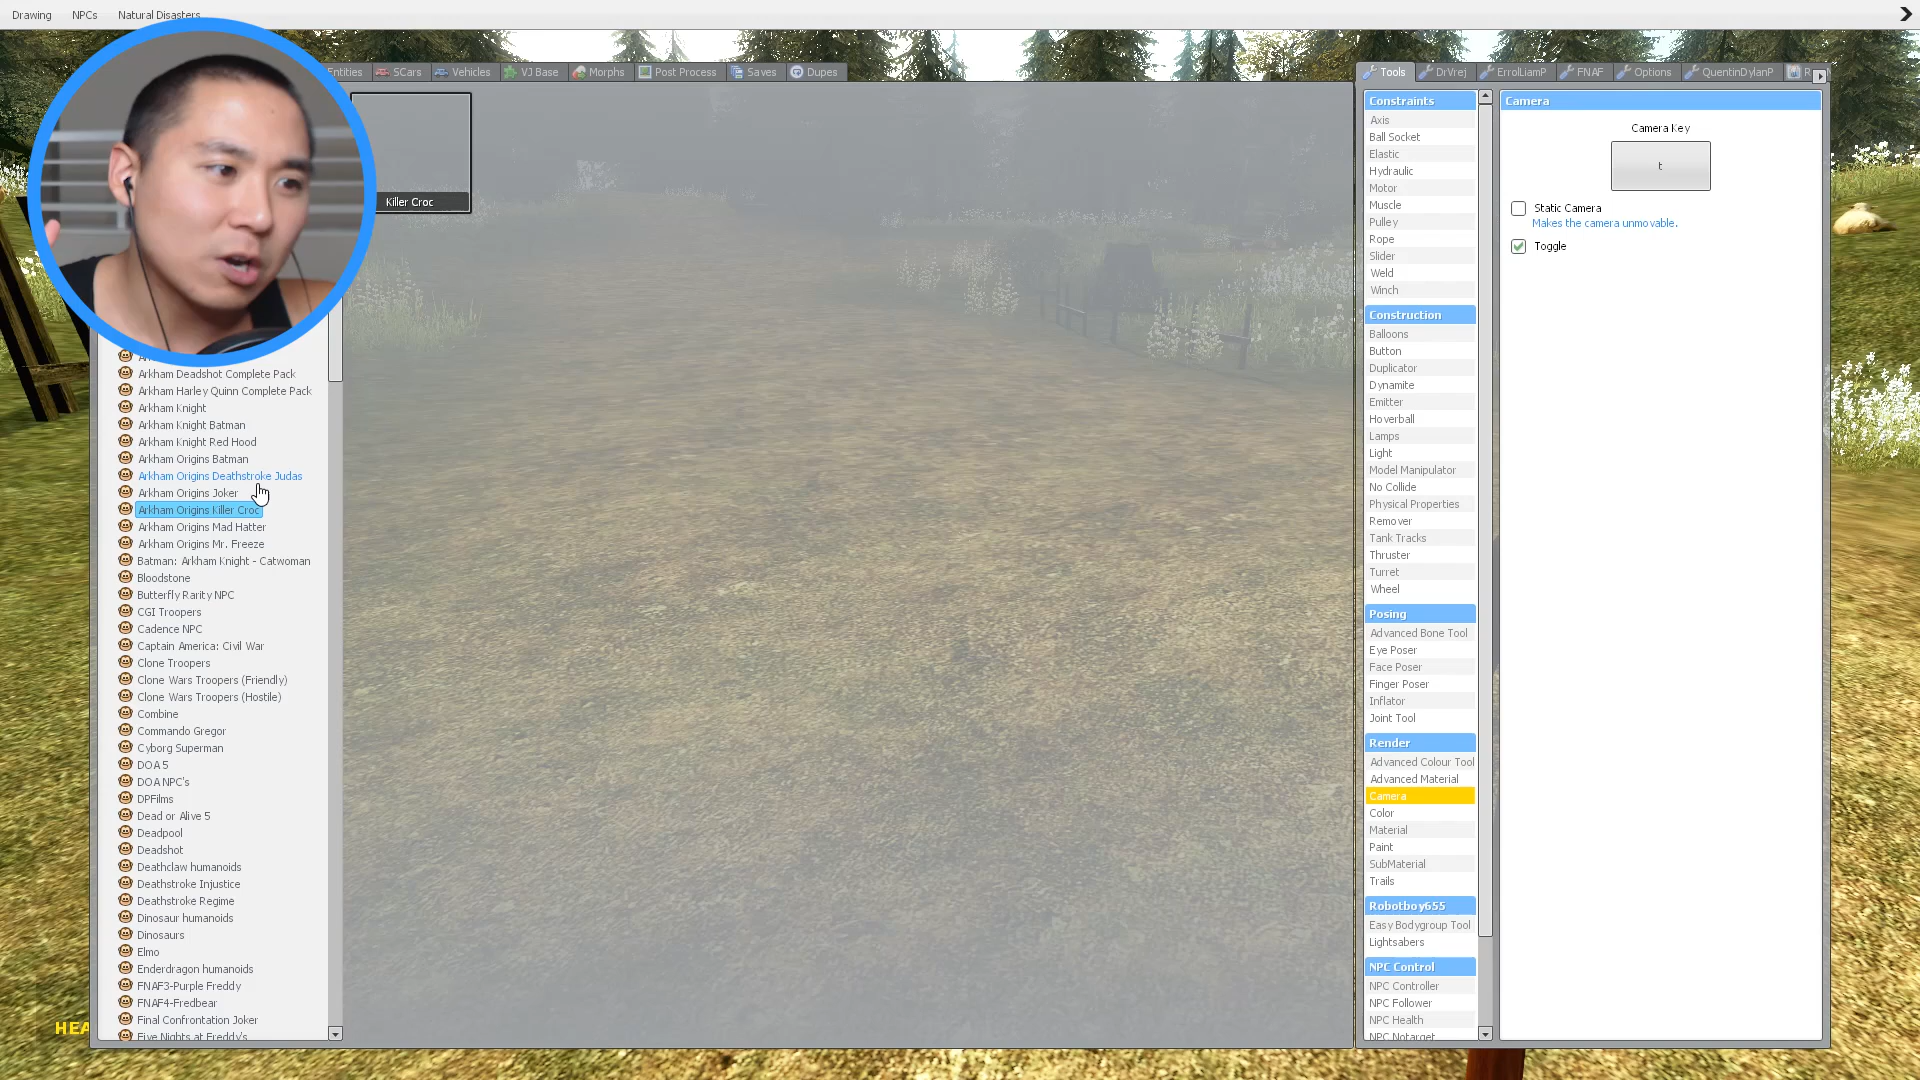 Drawing
NPCs
Natural Disasters
Entities
SCars
Vehicles
VJ Base
Morphs
Post Process
Saves
Dupes
Killer Croc
Arkham Deadshot Complete Pack
Arkham Harley Quinn Complete Pack
Arkham Knight
Arkham Knight Batman
Arkham Knight Red Hood
Arkham Origins Batman
Arkham Origins Deathstroke Judas
Arkham Origins Joker
Arkham Origins Killer Croc
Arkham Origins Mad Hatter
Arkham Origins Mr. Freeze
Batman: Arkham Knight - Catwoman
Bloodstone
Butterfly Rarity NPC
CGI Troopers
Cadence NPC
Captain America: Civil War
Clone Troopers
Clone Wars Troopers (Friendly)
Clone Wars Troopers (Hostile)
Combine
Commando Gregor
Cyborg Superman
DOA 5
DOA NPC's
DPFilms
Dead or Alive 5
Deadpool
Deadshot
Deathclaw humanoids
Deathstroke Injustice
Deathstroke Regime
Dinosaur humanoids
Dinosaurs
Elmo
Enderdragon humanoids
FNAF3-Purple Freddy
FNAF4-Fredbear
Final Confrontation Joker
Five Nights at Freddy's
HEA
Tools
DrVrej
ErrolLiamP
FNAF
Options
QuentinDylanP
R
Constraints
Axis
Ball Socket
Elastic
Hydraulic
Motor
Muscle
Pulley
Rope
Slider
Weld
Winch
Construction
Balloons
Button
Duplicator
Dynamite
Emitter
Hoverball
Lamps
Light
Model Manipulator
No Collide
Physical Properties
Remover
Tank Tracks
Thruster
Turret
Wheel
Posing
Advanced Bone Tool
Eye Poser
Face Poser
Finger Poser
Inflator
Joint Tool
Render
Advanced Colour Tool
Advanced Material
Camera
Color
Material
Paint
SubMaterial
Trails
Robotboy655
Easy Bodygroup Tool
Lightsabers
NPC Control
NPC Controller
NPC Follower
NPC Health
NPC Notarget
Camera
Camera Key
t
Static Camera
Makes the camera unmovable.
Toggle